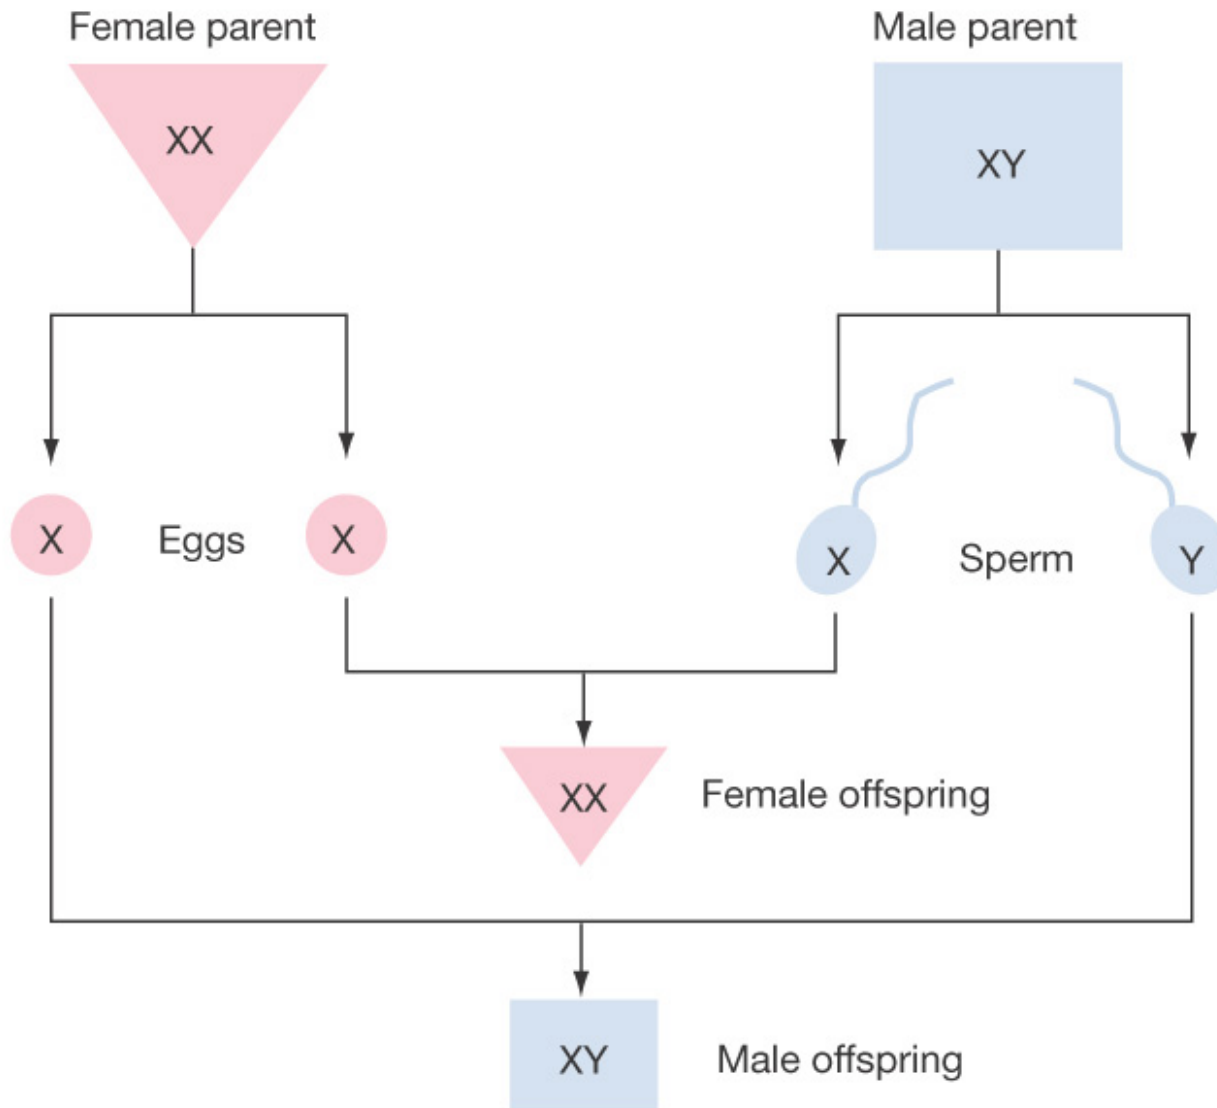 Female parent
Male parent
XX
XY
X
Eggs
X
X
Sperm
Y
XX
Female offspring
XY
Male offspring